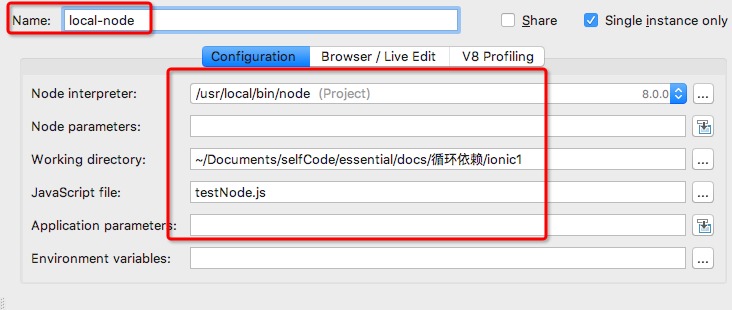 Name: local-node Share Single instance only
Configuration Browser / Live Edit V8 Profiling
Node interpreter: /usr/local/bin/node (Project) 8.0.0 ...
Node parameters:
Working directory: ~/Documents/selfCode/essential/docs/循环依赖/ionic1 ...
JavaScript file: testNode.js ...
Application parameters:
Environment variables: ...